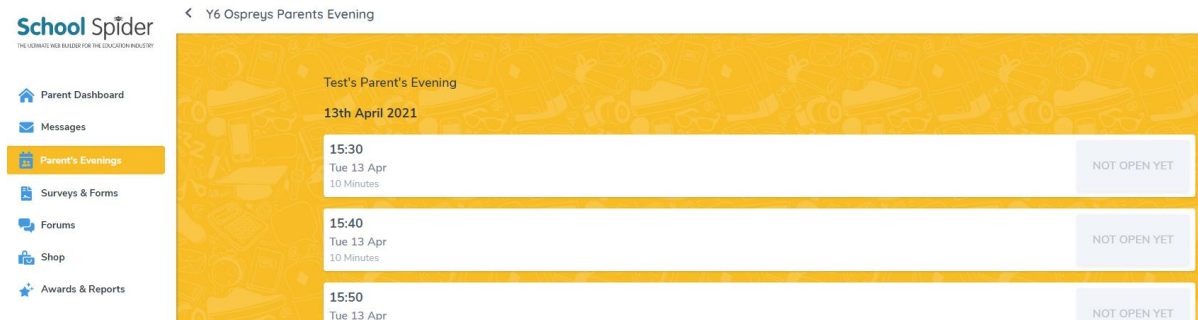 School Spider
THE ULTIMATE WEB BUILDER FOR THE EDUCATION INDUSTRY
Parent Dashboard
Messages
Parent's Evenings
Surveys & Forms
Forums
Shop
Awards & Reports
Y6 Ospreys Parents Evening
Test's Parent's Evening
13th April 2021
15:30
Tue 13 Apr
10 Minutes
NOT OPEN YET
15:40
Tue 13 Apr
10 Minutes
NOT OPEN YET
15:50
Tue 13 Apr
NOT OPEN YET